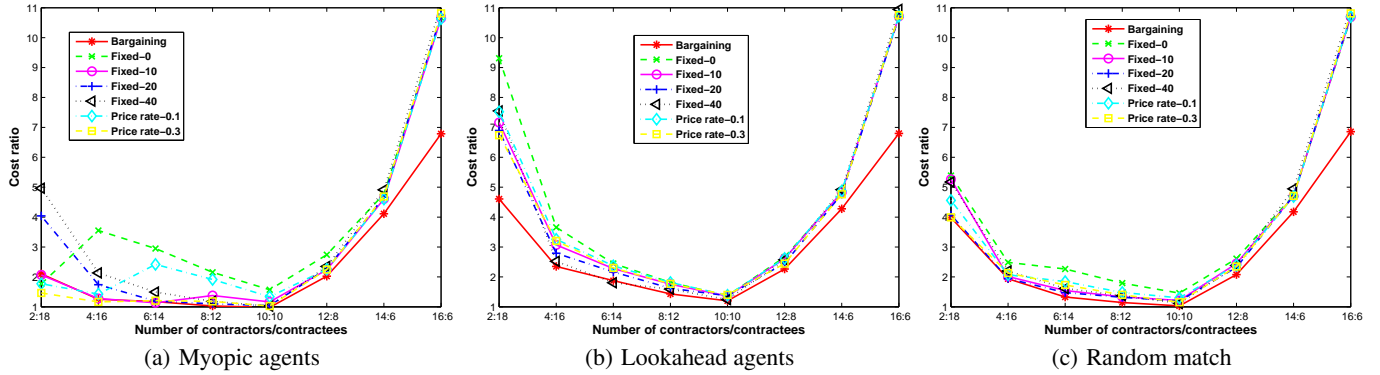 11
10
9
8
7
6
5
4
3
2
1
Cost ratio
Bargaining
Fixed−0
Fixed−10
Fixed−20
Fixed−40
Price rate−0.1
Price rate−0.3
2:18 4:16 6:14 8:12 10:10 12:8 14:6 16:6
Number of contractors/contractees
(a) Myopic agents
11
10
9
8
7
6
5
4
3
2
1
Cost ratio
Bargaining
Fixed−0
Fixed−10
Fixed−20
Fixed−40
Price rate−0.1
Price rate−0.3
2:18 4:16 6:14 8:12 10:10 12:8 14:6 16:6
Number of contractors/contractees
(b) Lookahead agents
11
10
9
8
7
6
5
4
3
2
1
Cost ratio
Bargaining
Fixed−0
Fixed−10
Fixed−20
Fixed−40
Price rate−0.1
Price rate−0.3
2:18 4:16 6:14 8:12 10:10 12:8 14:6 16:6
Number of contractors/contractees
(c) Random match